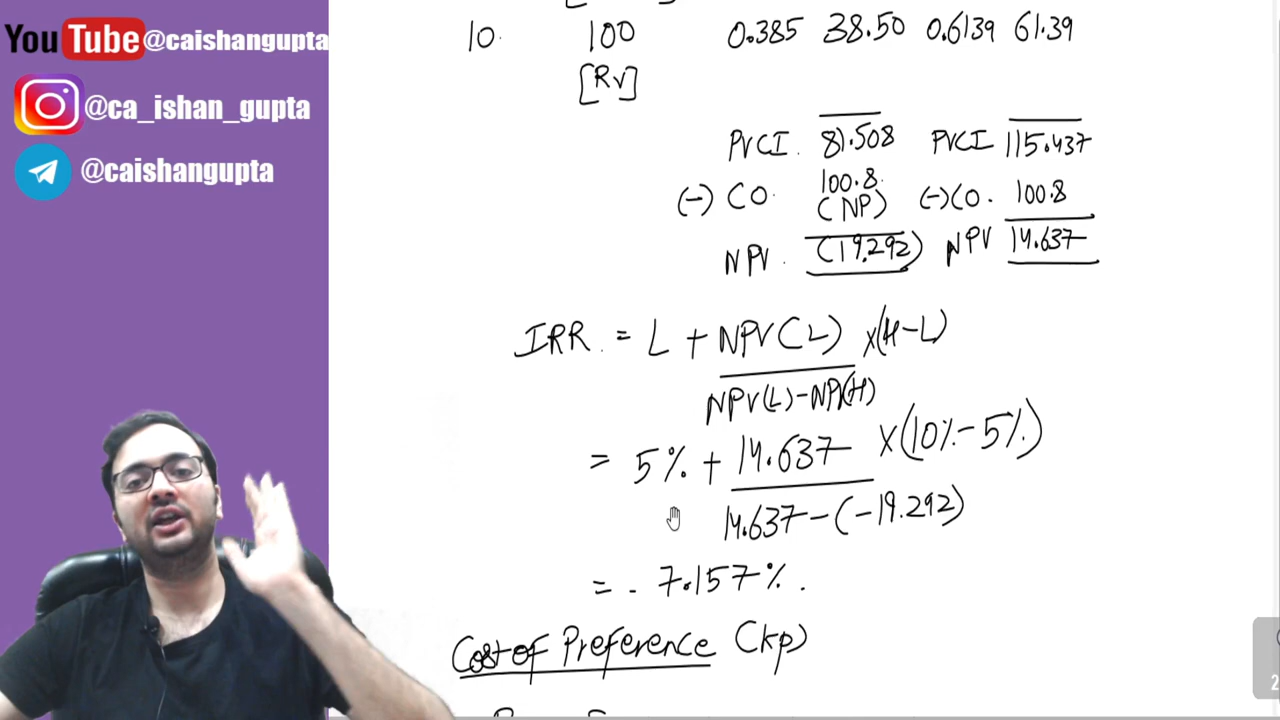 YouTube @caishangupta
@ca_ishan_gupta
@caishangupta
10. 100 0.385 38.50 0.6139 61.39
[RV]
PVCI. 81.508 PVCI 115.437
(-) CO. 100.8 (-) CO. 100.8
(NP)
NPV. (19.292) NPV 14.637
IRR. = L + NPV(L) x(H-L)
NPV(L)-NPV(H)
= 5% + 14.637 x(10%-5%)
14.637-(-19.292)
= 7.157%.
Cost of Preference (kp)